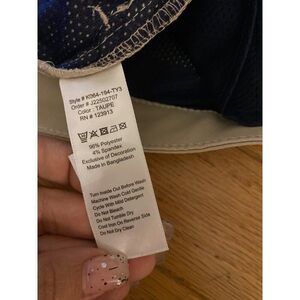 Style # K064-194-TY3
Order # J22502707
Color : TAUPE
RN # 123913
96% Polyester
4% Spandex
Exclusive of Decoration
Made in Bangladesh
Turn Inside Out Before Wash
Machine Wash Cold Gentle
Cycle With Mild Detergent
Do Not Bleach
Do Not Tumble Dry
Cool Iron On Reverse Side
Do Not Dry Clean